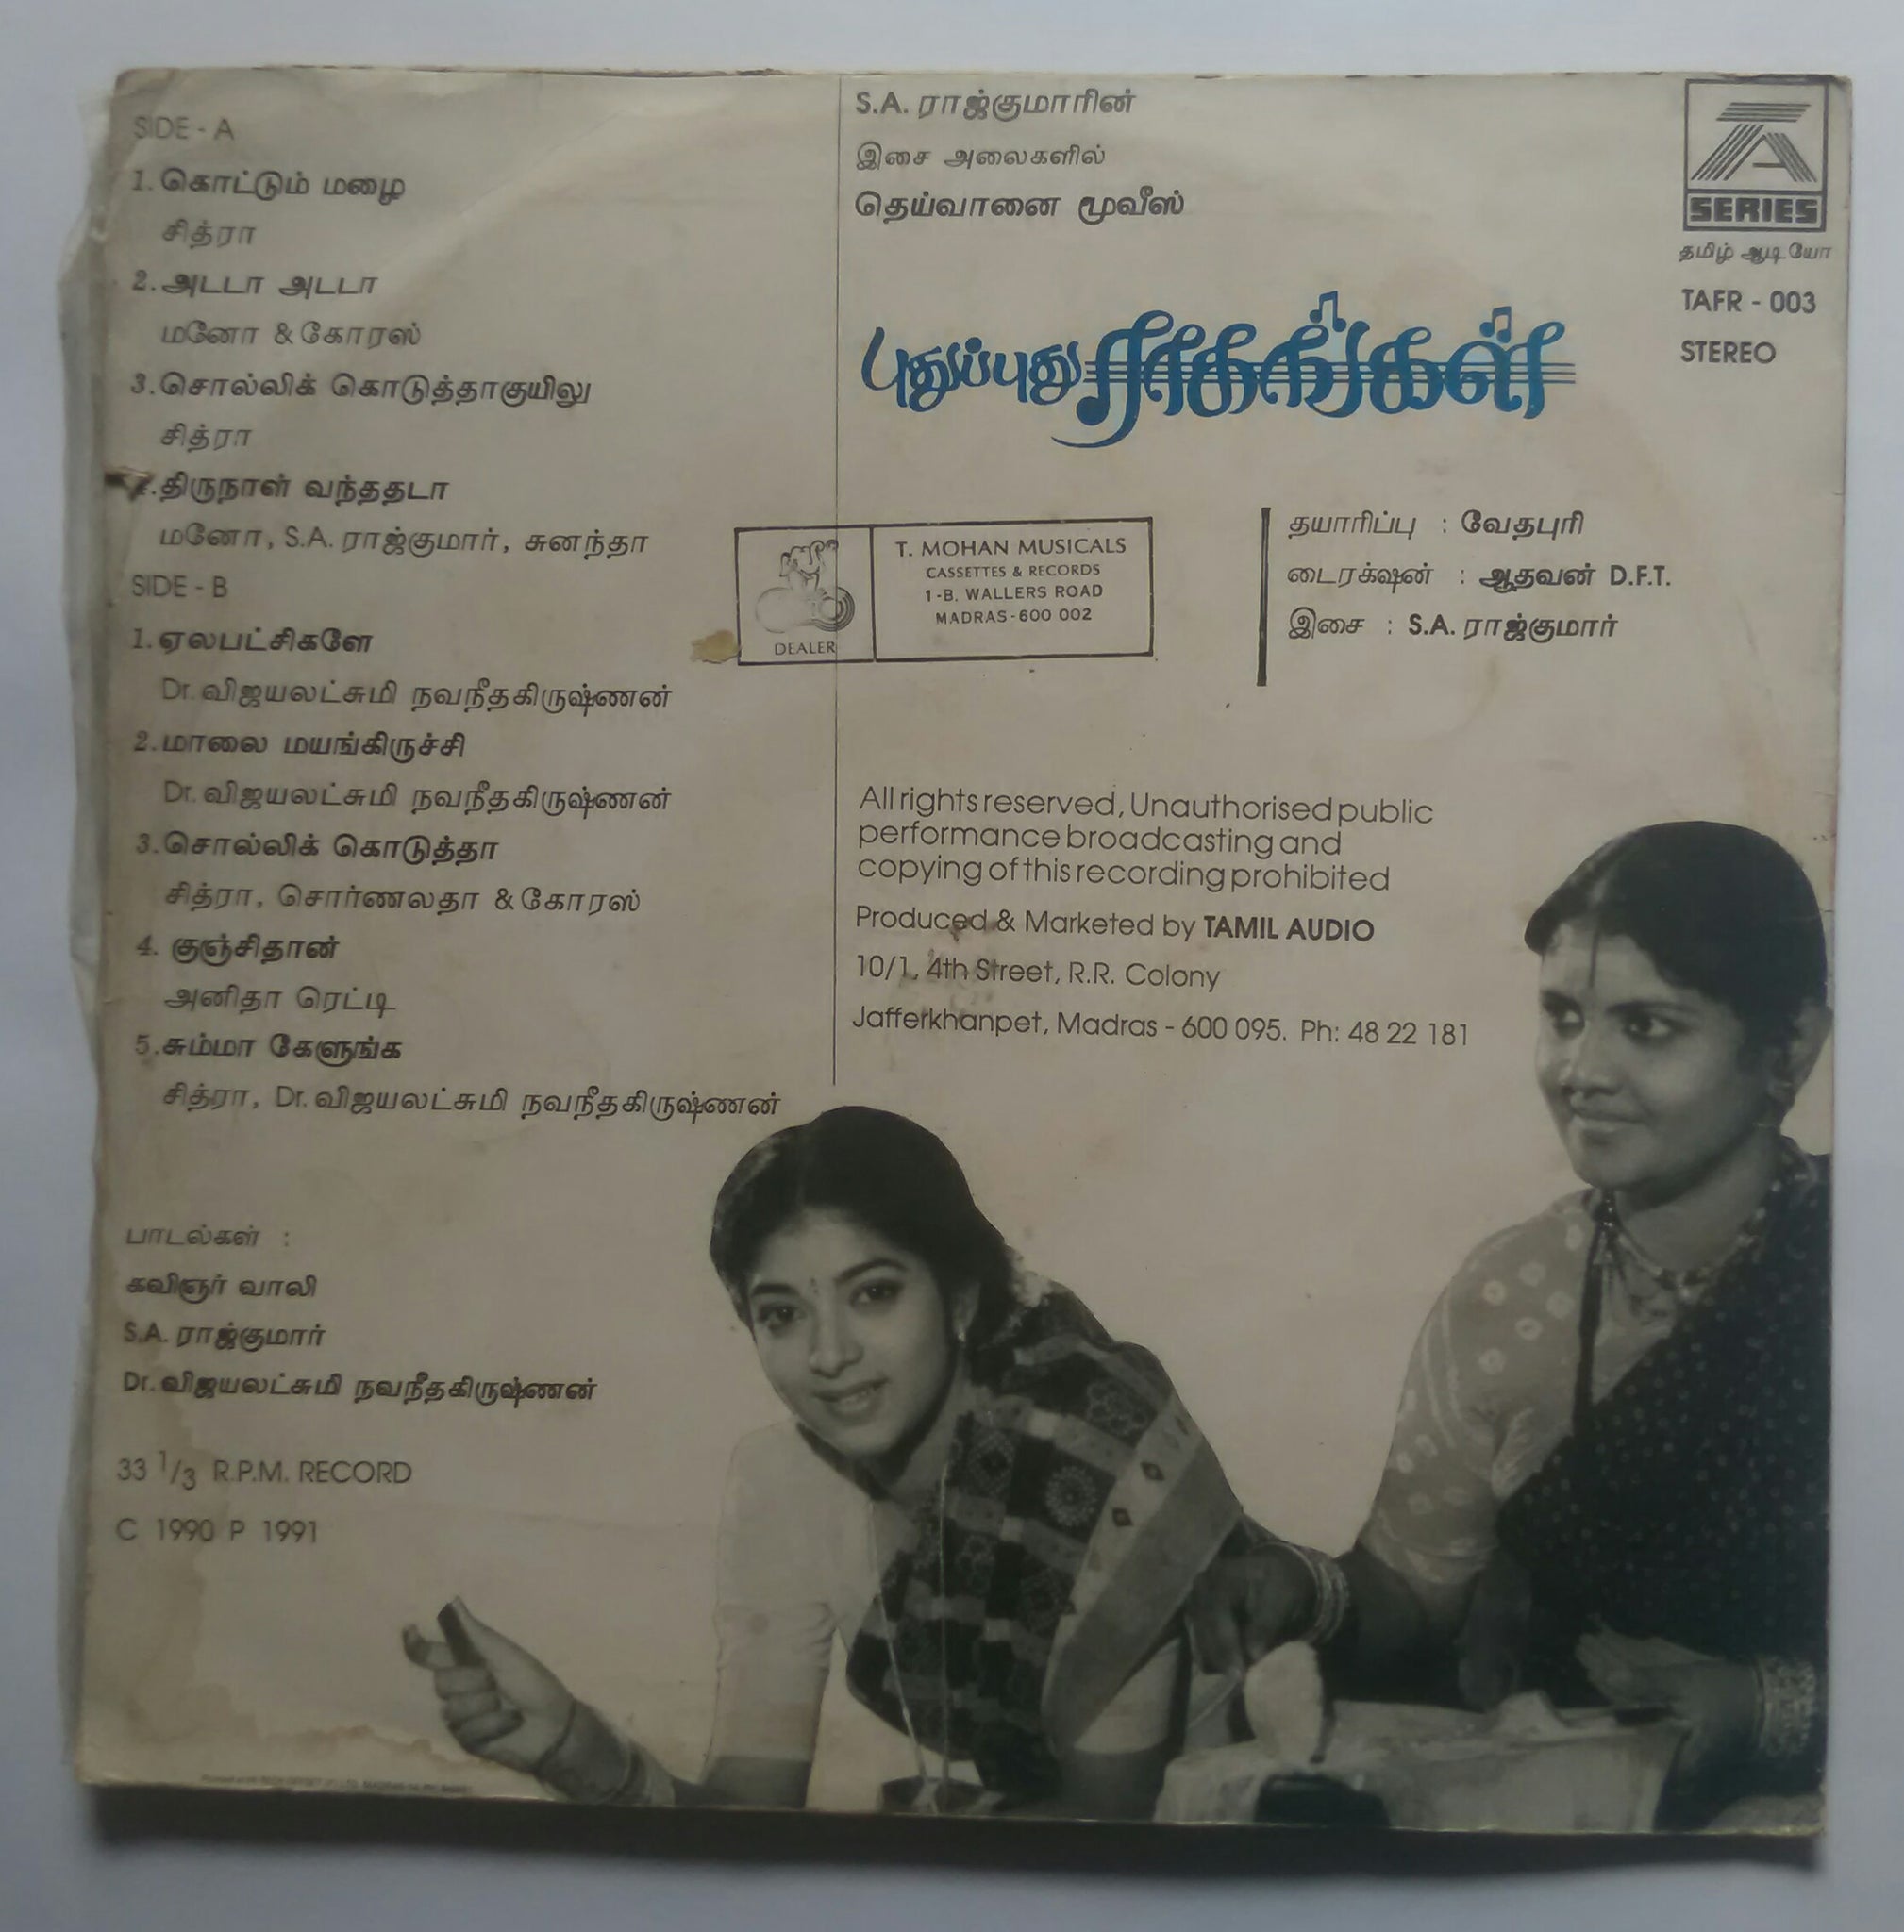 SIDE - A
1. கொட்டும் மழை
சித்ரா
2. அடடா அடடா
மனோ & கோரஸ்
3. சொல்லிக் கொடுத்தாகுயிலு
சித்ரா
திருநாள் வந்ததடா
மனோ, S.A. ராஜ்குமார், சுனந்தா
SIDE - B
1. ஏலபட்சிகளே
Dr. விஜயலட்சுமி நவநீதகிருஷ்ணன்
2. மாலை மயங்கிருச்சி
Dr. விஜயலட்சுமி நவநீதகிருஷ்ணன்
3. சொல்லிக் கொடுத்தா
சித்ரா, சொர்ணலதா & கோரஸ்
4. குஞ்சிதான்
அனிதா ரெட்டி
5. சும்மா கேளுங்க
சித்ரா, Dr. விஜயலட்சுமி நவநீதகிருஷ்ணன்
பாடல்கள் :
கவிஞர் வாலி
S.A. ராஜ்குமார்
Dr. விஜயலட்சுமி நவநீதகிருஷ்ணன்
33 1/3 R.P.M. RECORD
C 1990 P 1991
S.A. ராஜ்குமாரின்
இசை அலைகளில்
தெய்வானை மூவீஸ்
புதுப்புது ராகங்கள்
TA
SERIES
தமிழ் ஆடியோ
TAFR - 003
STEREO
DEALER
T. MOHAN MUSICALS
CASSETTES & RECORDS
1-B. WALLERS ROAD
MADRAS-600 002
தயாரிப்பு : வேதபுரி
டைரக்ஷன் : ஆதவன் D.F.T.
இசை : S.A. ராஜ்குமார்
All rights reserved, Unauthorised public
performance broadcasting and
copying of this recording prohibited
Produced & Marketed by TAMIL AUDIO
10/1, 4th Street, R.R. Colony
Jafferkhanpet, Madras - 600 095. Ph: 48 22 181